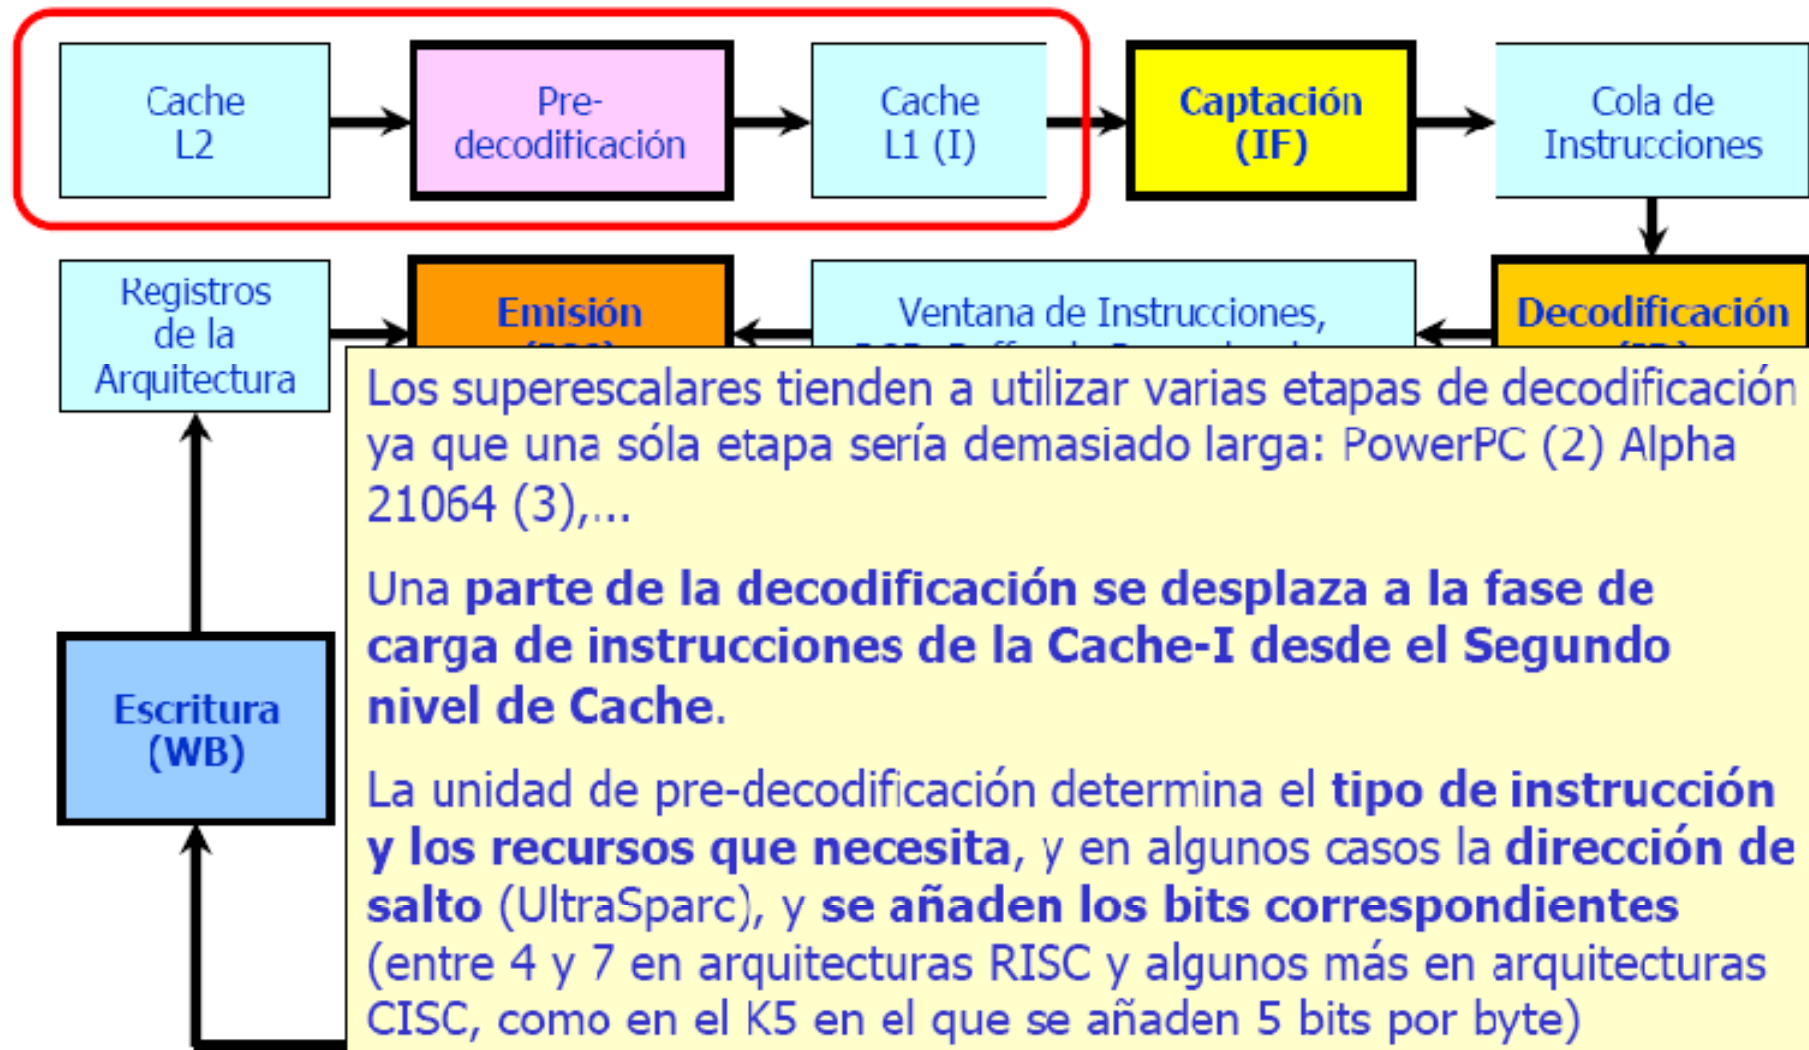 Cache
L2
Pre-
decodificación
Cache
L1 (I)
Captación
(IF)
Cola de
Instrucciones
Registros
de la
Arquitectura
Emisión
Ventana de Instrucciones,
Decodificación
Escritura
(WB)
Los superescalares tienden a utilizar varias etapas de decodificación
ya que una sóla etapa sería demasiado larga: PowerPC (2) Alpha
21064 (3),...
Una parte de la decodificación se desplaza a la fase de
carga de instrucciones de la Cache-I desde el Segundo
nivel de Cache.
La unidad de pre-decodificación determina el tipo de instrucción
y los recursos que necesita, y en algunos casos la dirección de
salto (UltraSparc), y se añaden los bits correspondientes
(entre 4 y 7 en arquitecturas RISC y algunos más en arquitecturas
CISC, como en el K5 en el que se añaden 5 bits por byte)